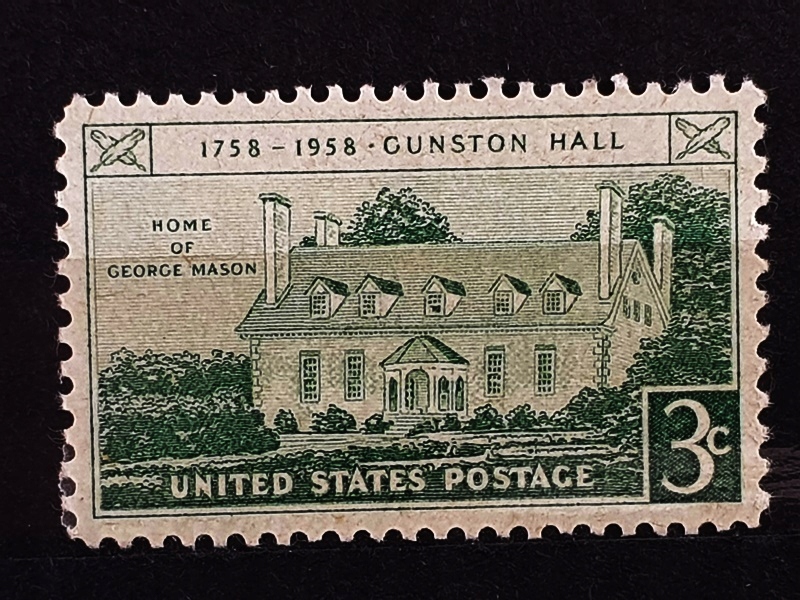 1758 - 1958 · GUNSTON HALL
HOME
OF
GEORGE MASON
3c
UNITED STATES POSTAGE